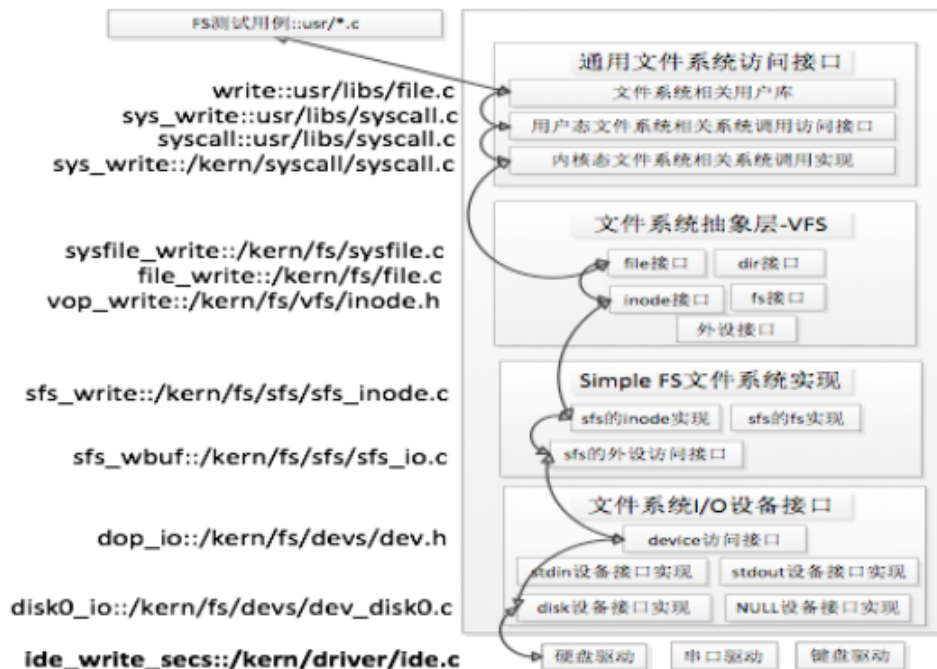 FS测试用例::usr/*.c
通用文件系统访问接口
write::usr/libs/file.c
文件系统相关用户库
sys_write::usr/libs/syscall.c
用户态文件系统相关系统调用访问接口
syscall::usr/libs/syscall.c
sys_write::/kern/syscall/syscall.c
内核态文件系统相关系统调用实现
文件系统抽象层-VFS
sysfile_write::/kern/fs/sysfile.c
file接口
dir接口
file_write::/kern/fs/file.c
vop_write::/kern/fs/vfs/inode.h
inode接口
fs接口
外设接口
Simple FS文件系统实现
sfs_write::/kern/fs/sfs/sfs_inode.c
sfs的inode实现
sfs的fs实现
sfs_wbuf::/kern/fs/sfs/sfs_io.c
sfs的外设访问接口
文件系统I/O设备接口
dop_io::/kern/fs/devs/dev.h
device访问接口
stdin设备接口实现
stdout设备接口实现
disk0_io::/kern/fs/devs/dev_disk0.c
disk设备接口实现
NULL设备接口实现
ide_write_secs::/kern/driver/ide.c
硬盘驱动
串口驱动
键盘驱动